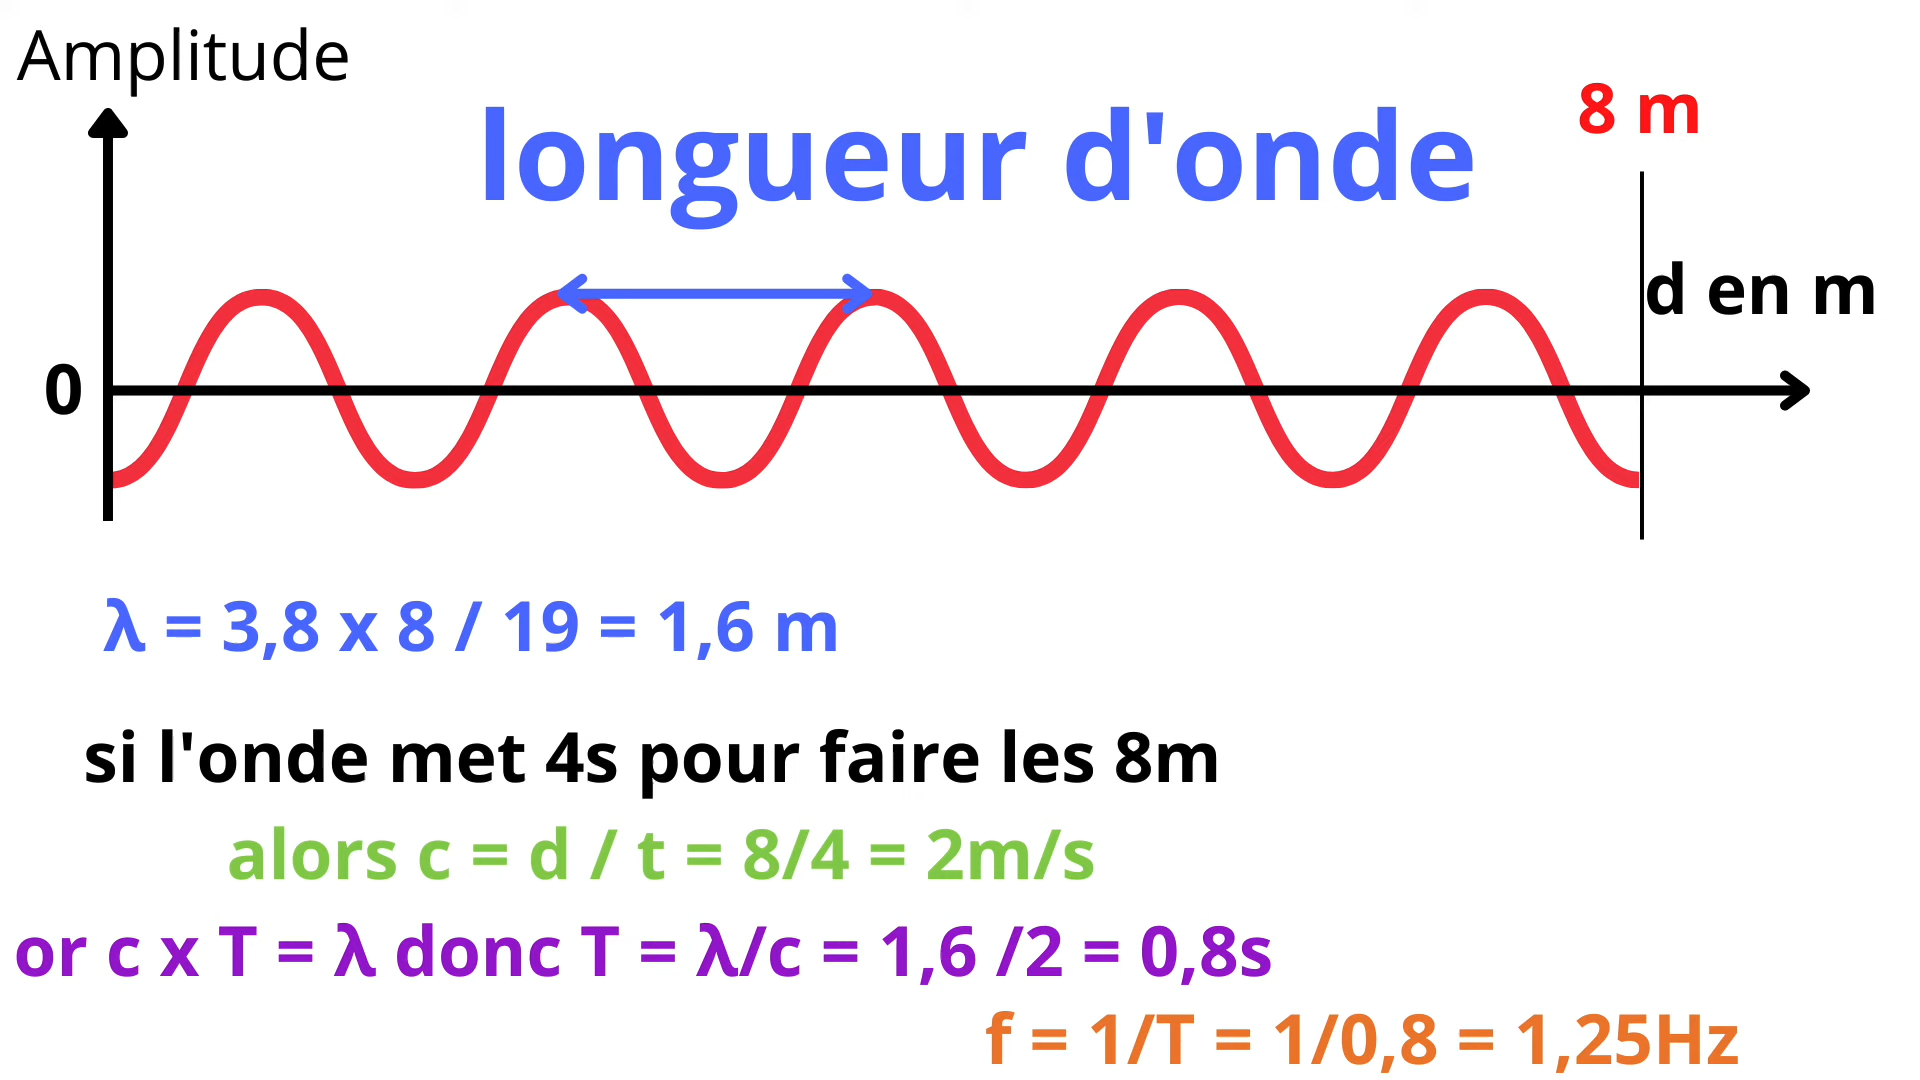 Amplitude
longueur d'onde
8 m
d en m
0
λ = 3,8 x 8 / 19 = 1,6 m
si l'onde met 4s pour faire les 8m
alors c = d / t = 8/4 = 2m/s
or c x T = λ donc T = λ/c = 1,6 /2 = 0,8s
f = 1/T = 1/0,8 = 1,25Hz